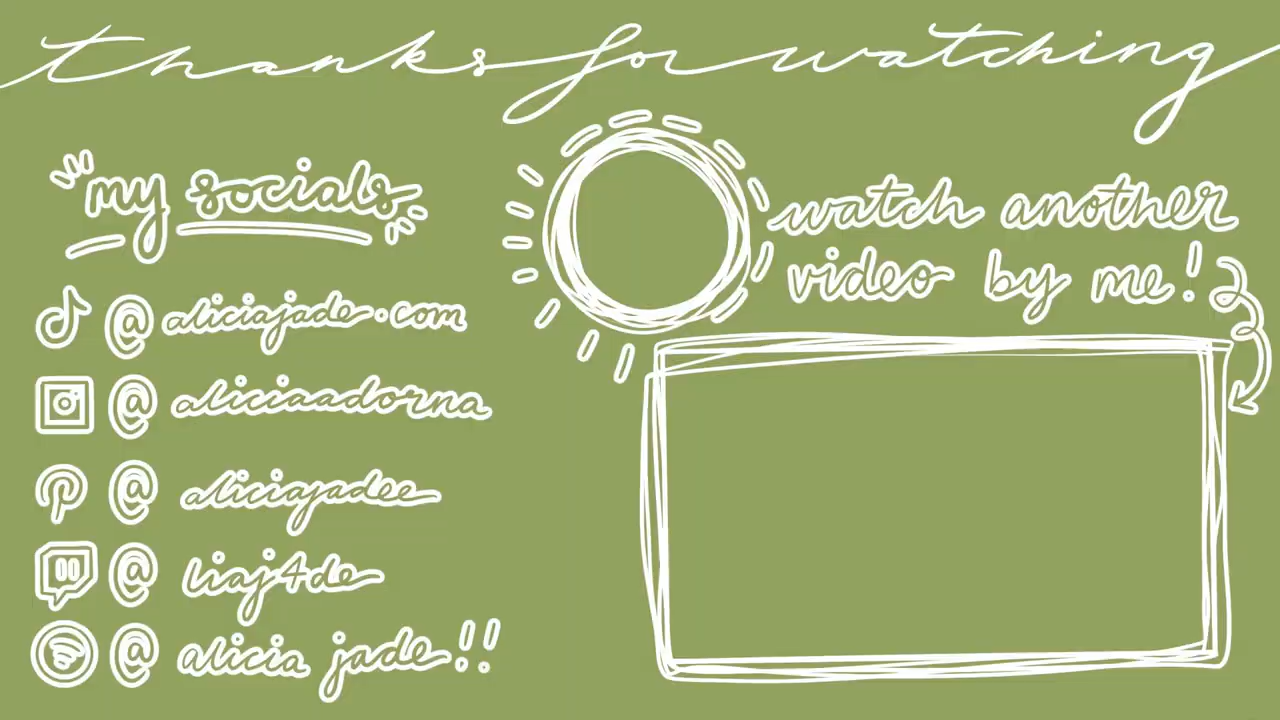 thanks for watching
my socials
@aliciajade.com
@aliciaadorna
@aliciajadee
@liaj4de
@alicia jade!!
watch another
video by me!